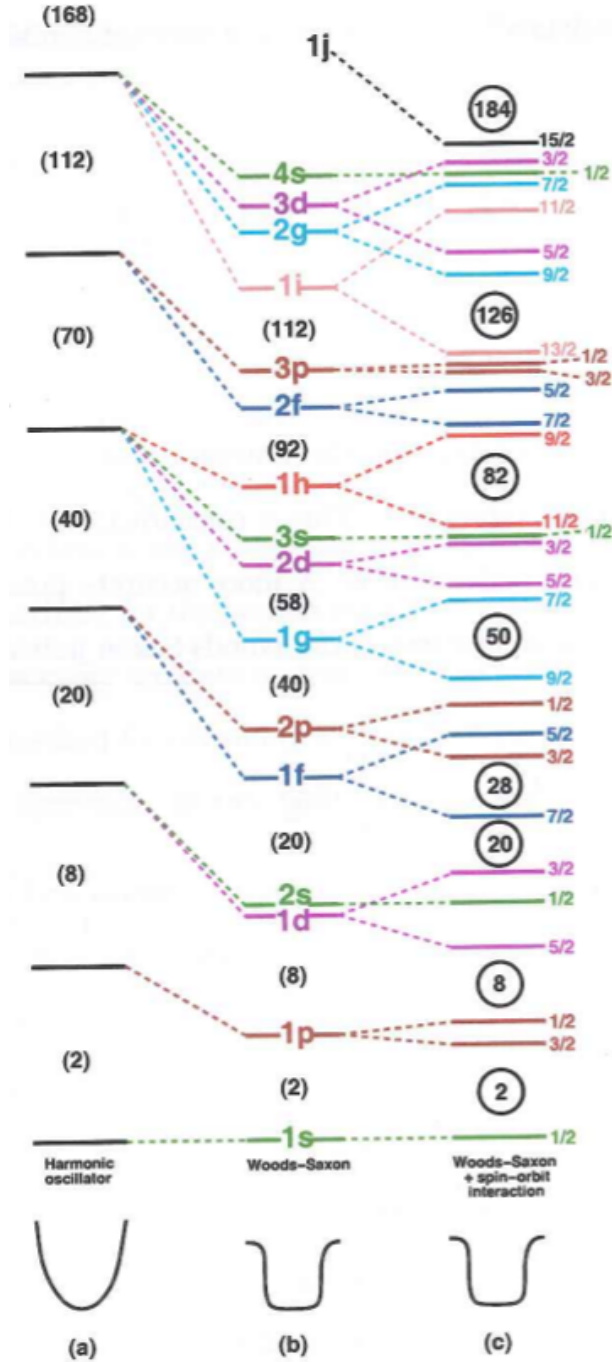 (168)
1j
184
15/2
3/2
(112)
4s
1/2
3d
7/2
2g
11/2
5/2
9/2
1i
126
(70)
(112)
13/2
1/2
3p
3/2
2f
5/2
7/2
(92)
9/2
1h
82
(40)
11/2
3s
1/2
3/2
2d
5/2
(58)
7/2
1g
50
(20)
(40)
9/2
2p
1/2
5/2
3/2
1f
28
7/2
(20)
20
(8)
3/2
2s
1/2
1d
5/2
(8)
8
1p
1/2
3/2
(2)
(2)
2
1s
1/2
Harmonic
oscillator
Woods-Saxon
Woods-Saxon
+ spin-orbit
interaction
(a)
(b)
(c)